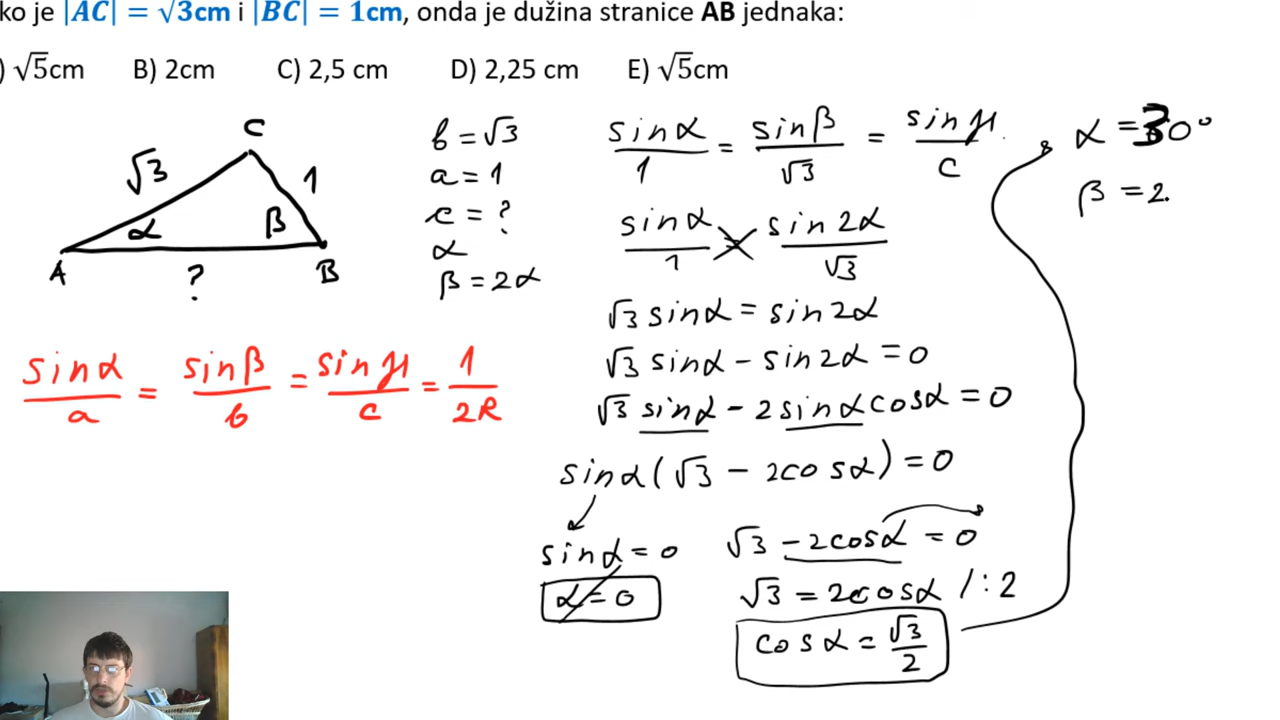 ko je |AC| = √3cm i |BC| = 1cm, onda je dužina stranice AB jednaka:
) √5cm B) 2cm C) 2,5 cm D) 2,25 cm E) √5cm
C
√3
1
α
β
A
B
?
b = √3
a = 1
c = ?
α
β = 2α
sinα/a = sinβ/b = sinγ/c = 1/2R
sinα/1 = sinβ/√3 = sinγ/c
sinα/1 = sin2α/√3
√3 sinα = sin2α
√3 sinα - sin2α = 0
√3 sinα - 2sinαcosα = 0
sinα(√3 - 2cosα) = 0
sinα = 0
α = 0
√3 - 2cosα = 0
√3 = 2cosα /:2
cosα = √3/2
α = 30°
β = 2.